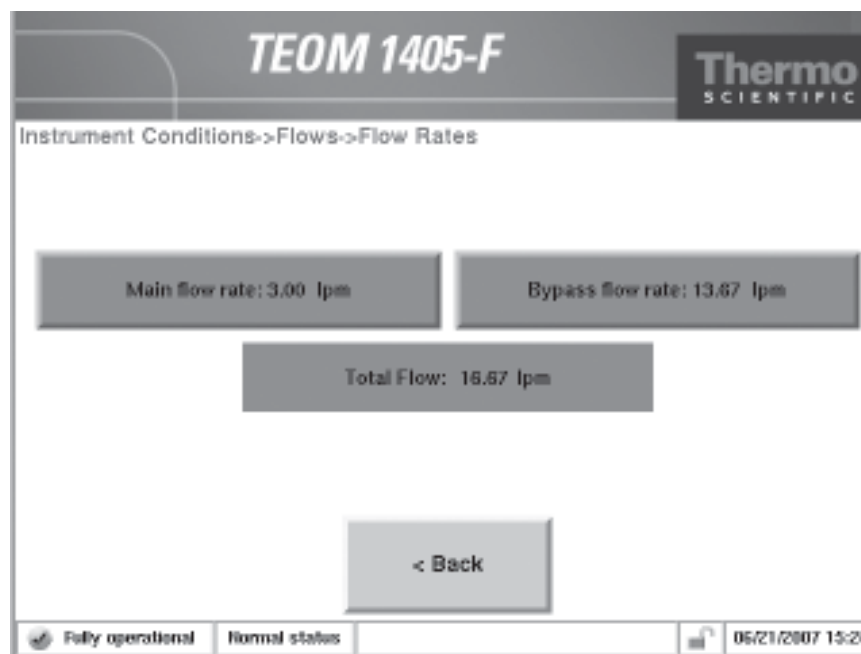 TEOM 1405-F
Thermo
SCIENTIFIC
Instrument Conditions->Flows->Flow Rates
Main flow rate: 3.00 lpm
Bypass flow rate: 13.67 lpm
Total Flow: 16.67 lpm
< Back
Fully operational
Normal status
06/21/2007